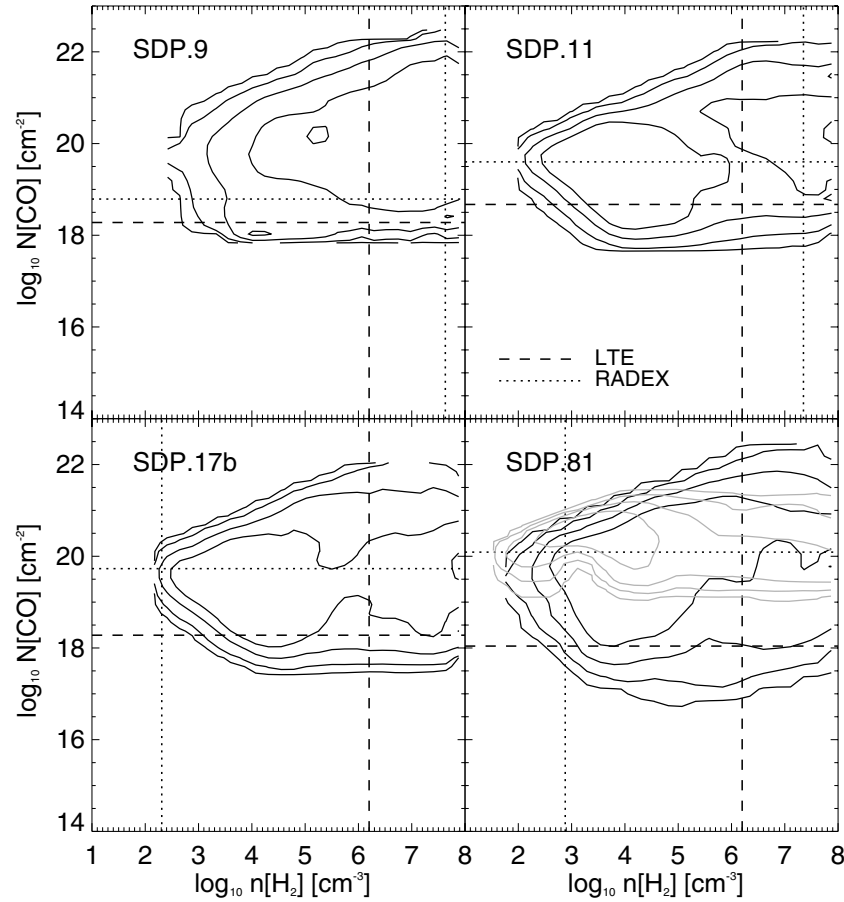 SDP.9
SDP.11
22
20
18
16
14
log₁₀ N[CO] [cm⁻²]
LTE
RADEX
SDP.17b
SDP.81
22
20
18
16
14
log₁₀ N[CO] [cm⁻²]
1 2 3 4 5 6 7 8
2 3 4 5 6 7 8
log₁₀ n[H₂] [cm⁻³]
log₁₀ n[H₂] [cm⁻³]